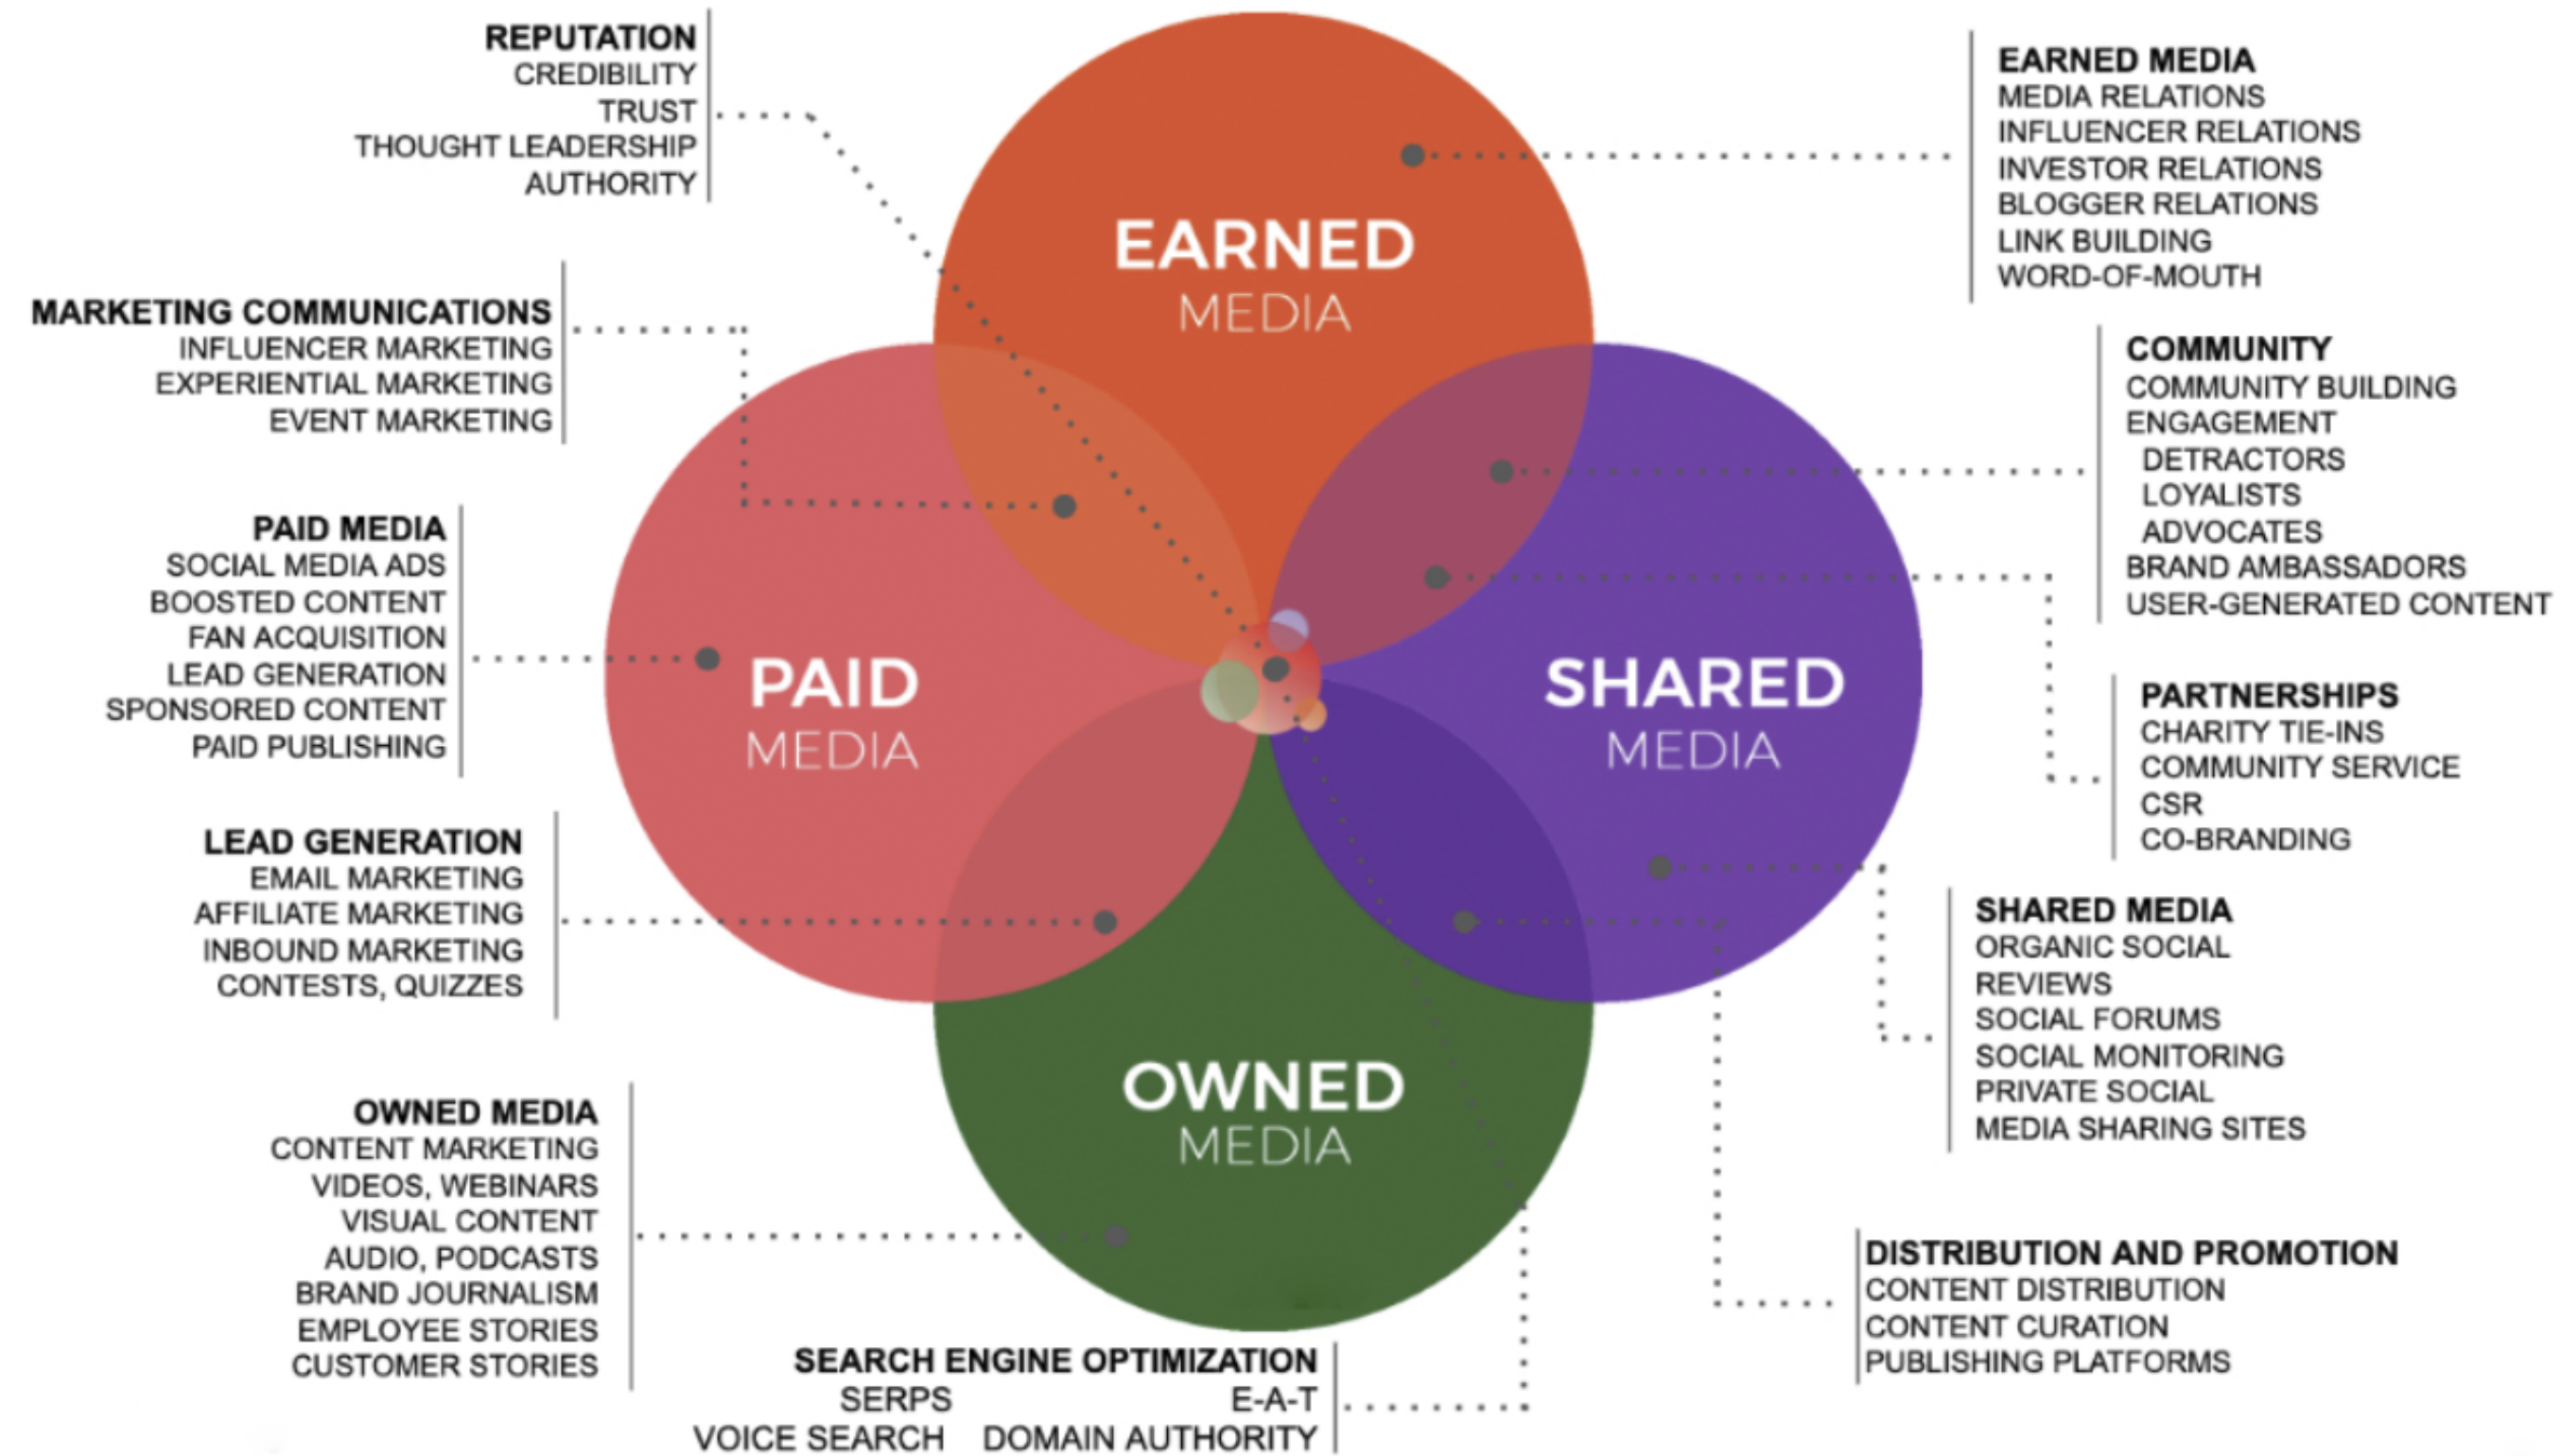 REPUTATION
CREDIBILITY
TRUST
THOUGHT LEADERSHIP
AUTHORITY
MARKETING COMMUNICATIONS
INFLUENCER MARKETING
EXPERIENTIAL MARKETING
EVENT MARKETING
PAID MEDIA
SOCIAL MEDIA ADS
BOOSTED CONTENT
FAN ACQUISITION
LEAD GENERATION
SPONSORED CONTENT
PAID PUBLISHING
LEAD GENERATION
EMAIL MARKETING
AFFILIATE MARKETING
INBOUND MARKETING
CONTESTS, QUIZZES
OWNED MEDIA
CONTENT MARKETING
VIDEOS, WEBINARS
VISUAL CONTENT
AUDIO, PODCASTS
BRAND JOURNALISM
EMPLOYEE STORIES
CUSTOMER STORIES
EARNED
MEDIA
PAID
MEDIA
SHARED
MEDIA
OWNED
MEDIA
SEARCH ENGINE OPTIMIZATION
SERPS E-A-T
VOICE SEARCH DOMAIN AUTHORITY
EARNED MEDIA
MEDIA RELATIONS
INFLUENCER RELATIONS
INVESTOR RELATIONS
BLOGGER RELATIONS
LINK BUILDING
WORD-OF-MOUTH
COMMUNITY
COMMUNITY BUILDING
ENGAGEMENT
DETRACTORS
LOYALISTS
ADVOCATES
BRAND AMBASSADORS
USER-GENERATED CONTENT
PARTNERSHIPS
CHARITY TIE-INS
COMMUNITY SERVICE
CSR
CO-BRANDING
SHARED MEDIA
ORGANIC SOCIAL
REVIEWS
SOCIAL FORUMS
SOCIAL MONITORING
PRIVATE SOCIAL
MEDIA SHARING SITES
DISTRIBUTION AND PROMOTION
CONTENT DISTRIBUTION
CONTENT CURATION
PUBLISHING PLATFORMS